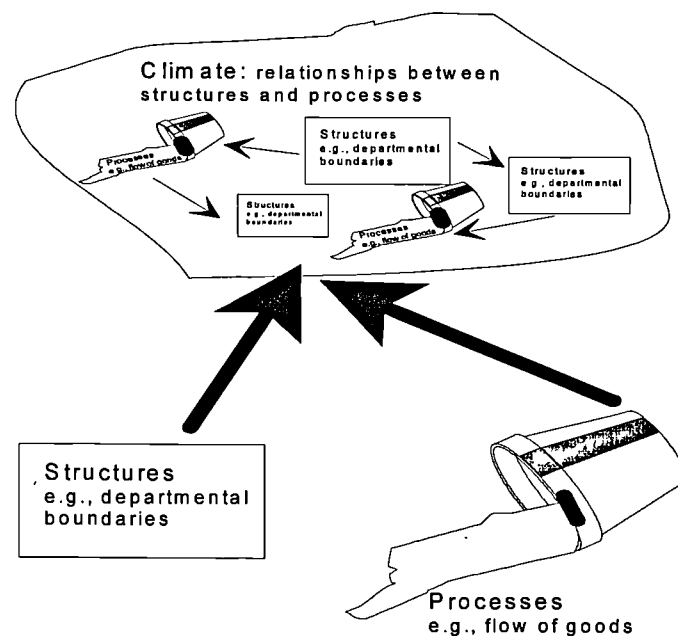 Climate: relationships between
structures and processes
Structures
e.g., departmental
boundaries
Processes
e.g., flow of goods
Structures
e.g., departmental
boundaries
Structures
e.g., departmental
boundaries
Processes
e.g., flow of goods
Structures
e.g., departmental
boundaries
Processes
e.g., flow of goods